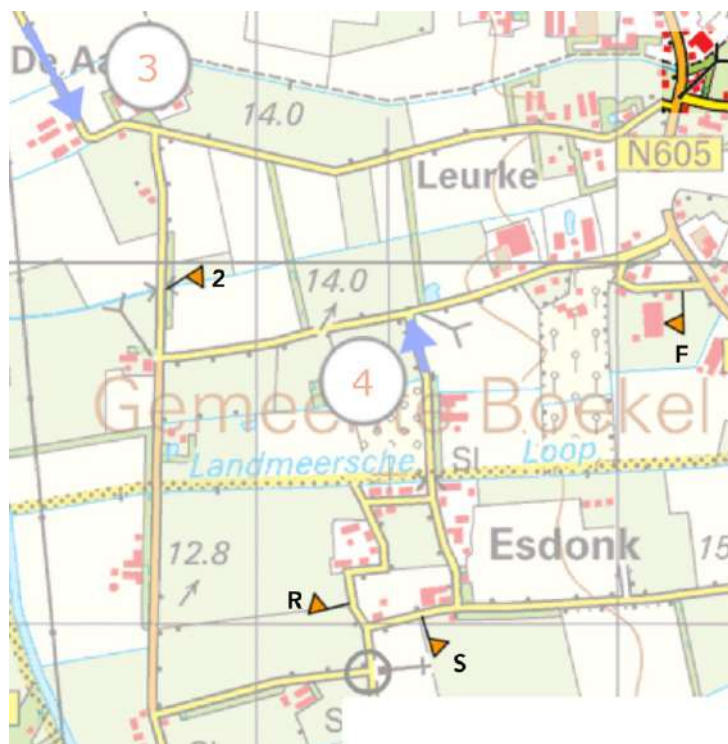 De Aa
3
14.0
N605
Leurke
2
14.0
F
4
Gemeente Boekel
Landmeersche Loop
Sl
Esdonk
12.8
15
R
S
S